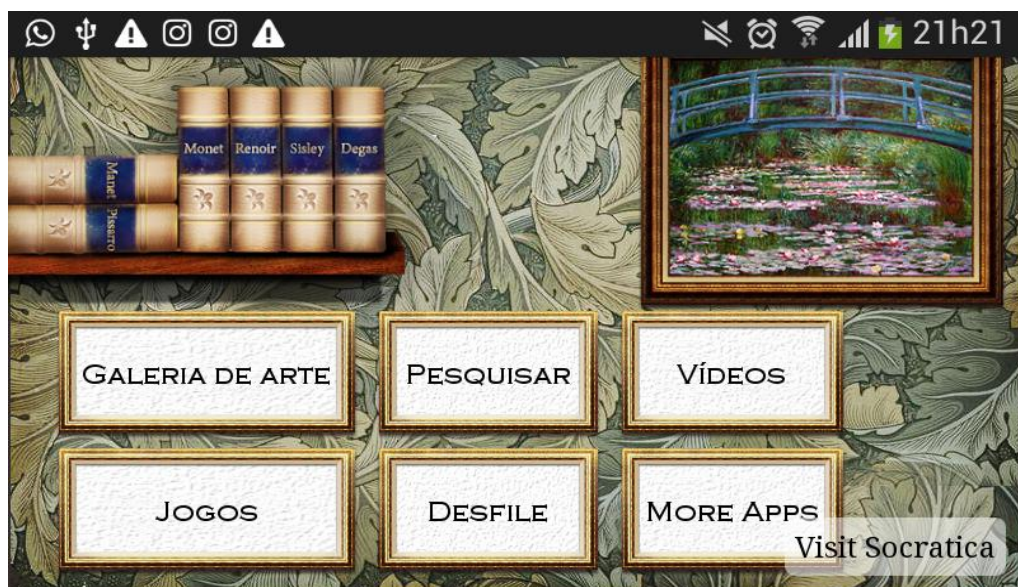 21h21
Monet Renoir Sisley Degas
Manet
Pissarro
GALERIA DE ARTE
PESQUISAR
VÍDEOS
JOGOS
DESFILE
MORE APPS
Visit Socratica